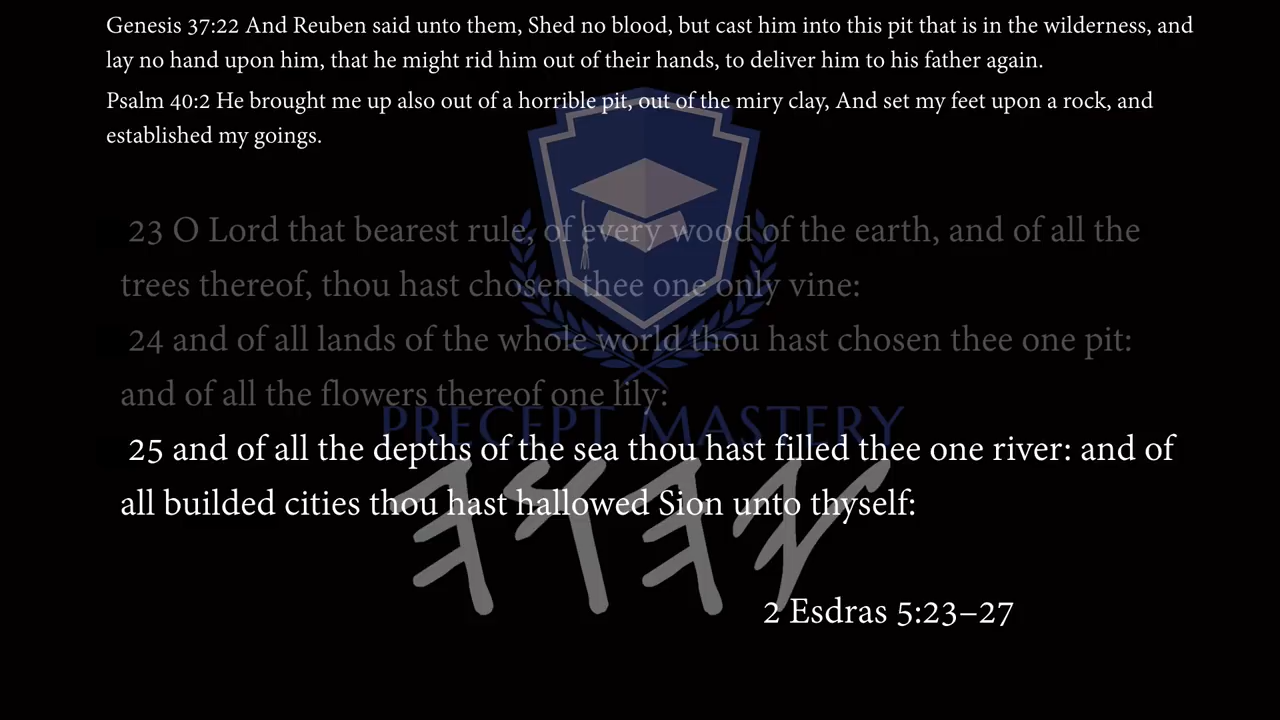 Genesis 37:22 And Reuben said unto them, Shed no blood, but cast him into this pit that is in the wilderness, and
lay no hand upon him, that he might rid him out of their hands, to deliver him to his father again.
Psalm 40:2 He brought me up also out of a horrible pit, out of the miry clay, And set my feet upon a rock, and
established my goings.
23 O Lord that bearest rule, of every wood of the earth, and of all the
trees thereof, thou hast chosen thee one only vine:
24 and of all lands of the whole world thou hast chosen thee one pit:
and of all the flowers thereof one lily:
PRECEPT MASTERY
25 and of all the depths of the sea thou hast filled thee one river: and of
all builded cities thou hast hallowed Sion unto thyself:
𐤉𐤄𐤅𐤄
2 Esdras 5:23–27